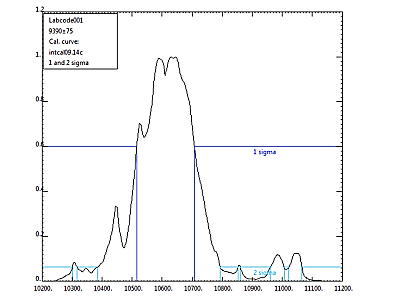 Labcode001
9390±75
Cal. curve:
intcal09.14c
1 and 2 sigma
1.2
1.0
0.8
0.6
0.4
0.2
0.0
1 sigma
2 sigma
10200. 10300. 10400. 10500. 10600. 10700. 10800. 10900. 11000. 11100. 11200.